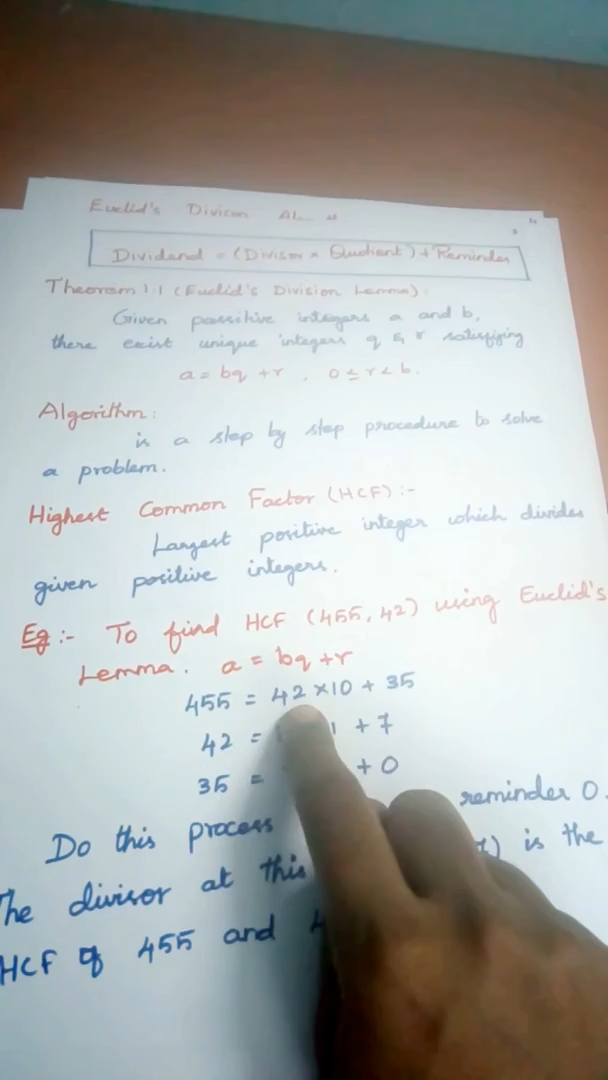 Euclid's Divison
Dividend = (Divisor × Quotient) + Reminder
Theorem 1.1 (Euclid's Division Lemma):
Given possitive integers a and b,
there exist unique integers q & r satisfying
a = bq + r , 0 ≤ r < b.
Algorithm:
is a step by step procedure to solve
a problem.
Highest Common Factor (HCF) :-
Largest positive integer which divides
given positive integers.
Eg :- To find HCF (455, 42) using Euclid's
Lemma. a = bq +r
455 = 42 × 10 + 35
42 = + 7
35 = + 0
Do this process reminder 0.
The divisor at this is the
HCF of 455 and